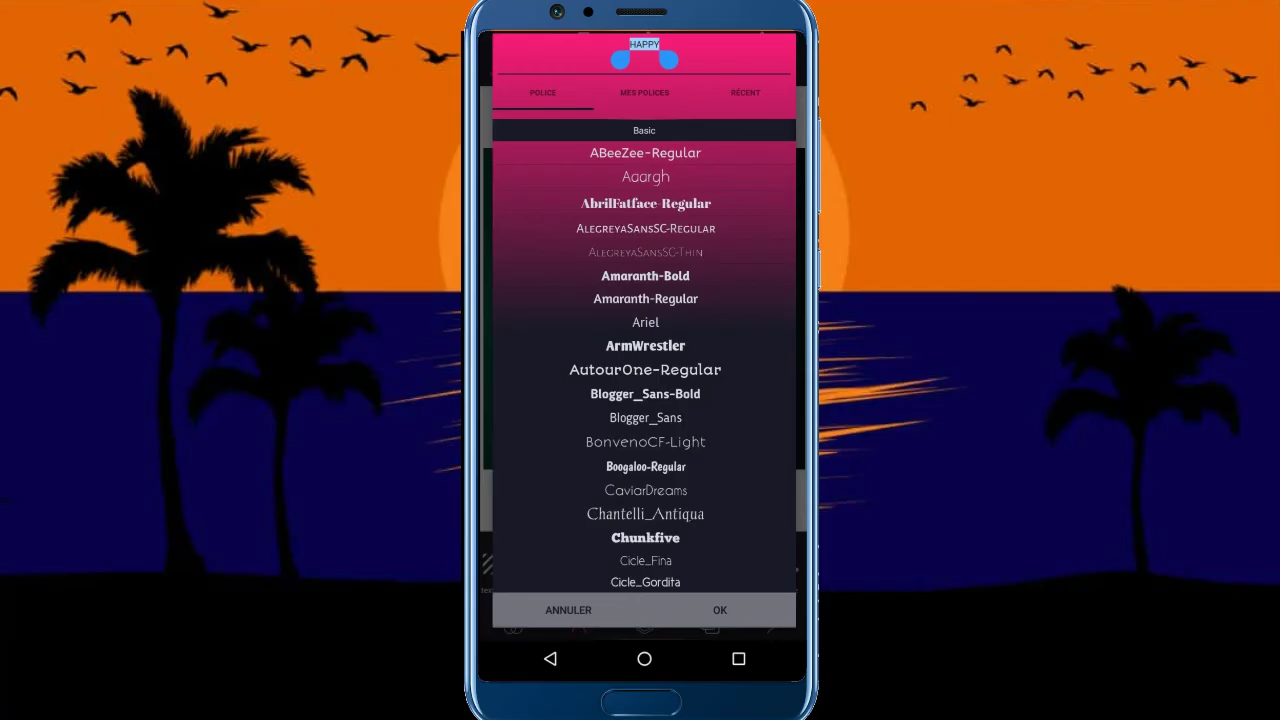 HAPPY
POLICE MES POLICES RÉCENT
Basic
ABeeZee-Regular
Aaargh
AbrilFatface-Regular
AlegreyaSansSC-Regular
AlegreyaSansSC-Thin
Amaranth-Bold
Amaranth-Regular
Ariel
ArmWrestler
AutourOne-Regular
Blogger_Sans-Bold
Blogger_Sans
BonvenoCF-Light
Boogaloo-Regular
CaviarDreams
Chantelli_Antiqua
Chunkfive
Cicle_Fina
Cicle_Gordita
ANNULER OK